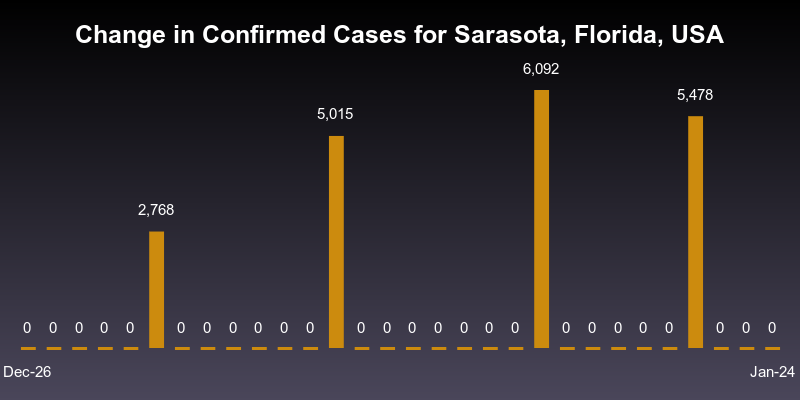 Change in Confirmed Cases for Sarasota, Florida, USA
6,092
5,478
5,015
2,768
0 0 0 0 0 0 0 0 0 0 0 0 0 0 0 0 0 0 0 0 0 0 0 0 0 0
Dec-26 Jan-24